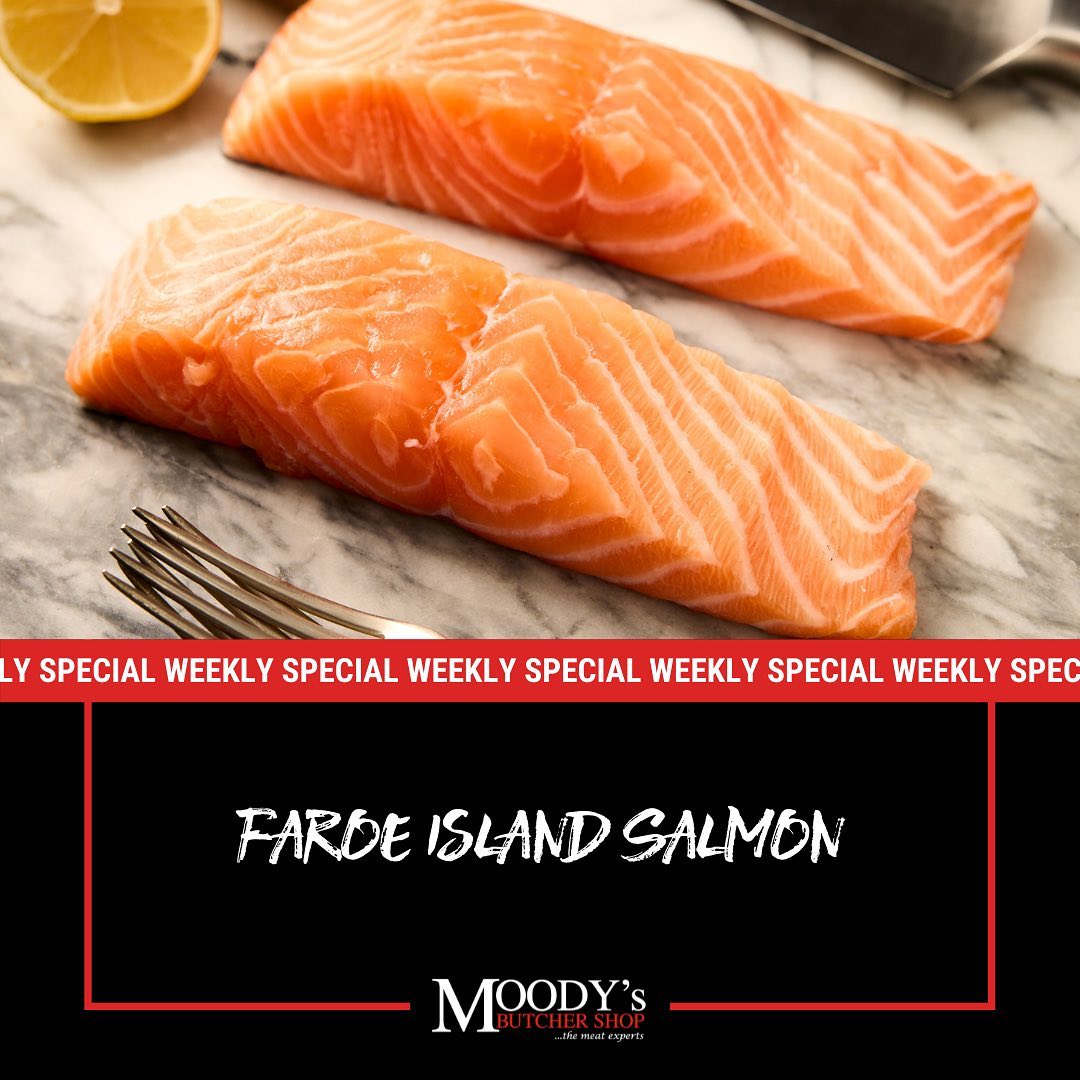 LY SPECIAL WEEKLY SPECIAL WEEKLY SPECIAL WEEKLY SPECIAL WEEKLY SPEC
FAROE ISLAND SALMON
MOODY's
BUTCHER SHOP
...the meat experts